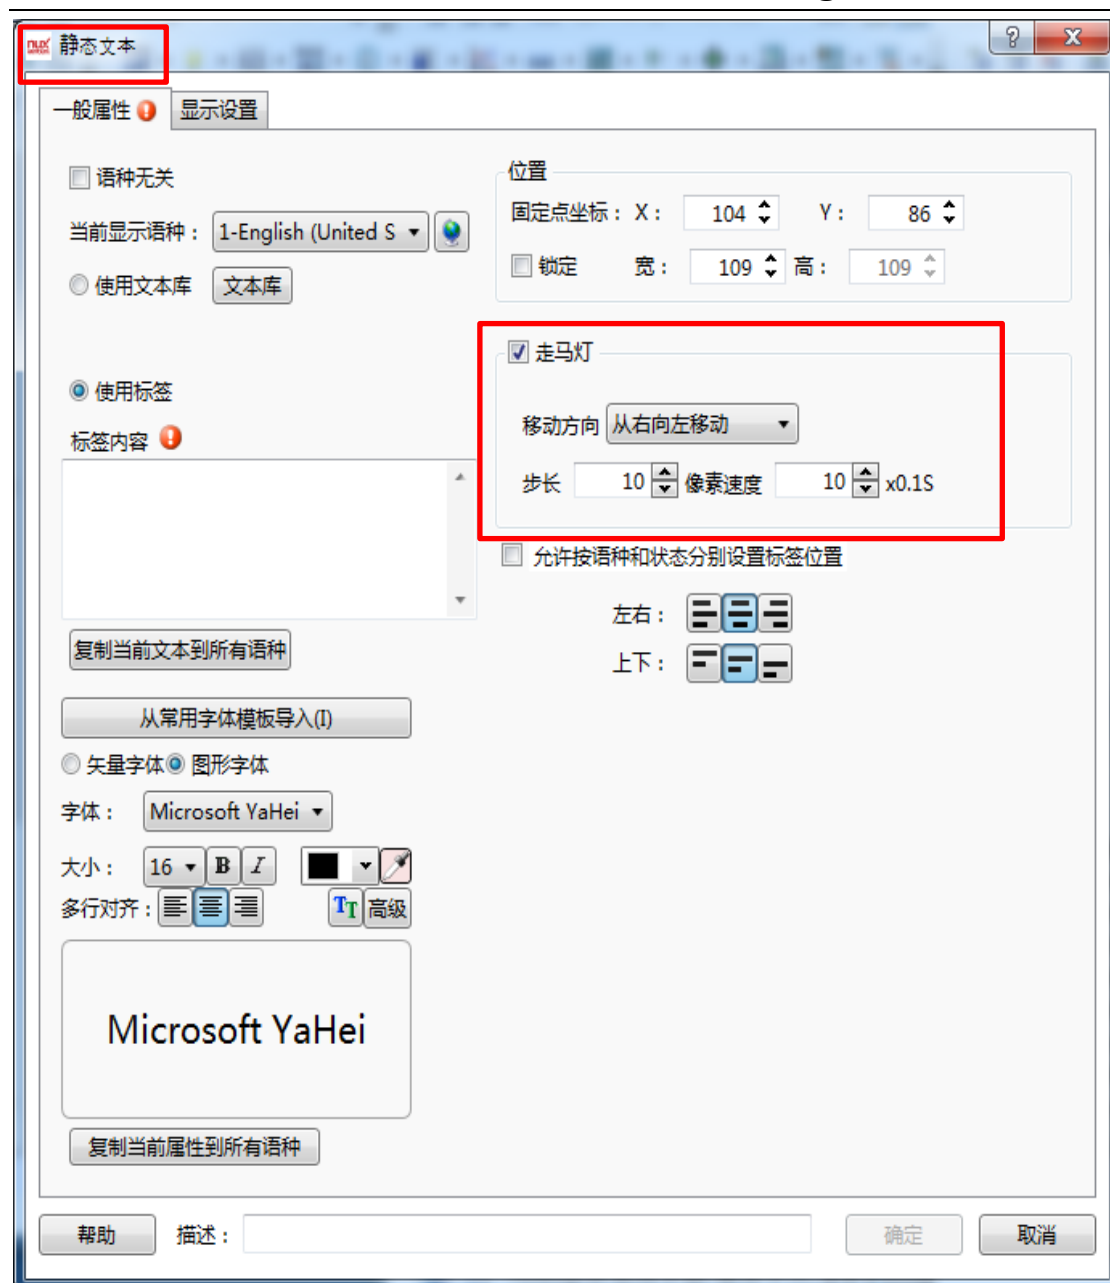 静态文本
一般属性 显示设置
语种无关
当前显示语种： 1-English (United S
使用文本库 文本库
使用标签
标签内容
复制当前文本到所有语种
从常用字体模板导入(I)
矢量字体 图形字体
字体： Microsoft YaHei
大小： 16 B I
多行对齐： TT 高级
Microsoft YaHei
复制当前属性到所有语种
位置
固定点坐标： X： 104 Y： 86
锁定 宽： 109 高： 109
走马灯
移动方向 从右向左移动
步长 10 像素速度 10 x0.1S
允许按语种和状态分别设置标签位置
左右：
上下：
帮助 描述： 确定 取消